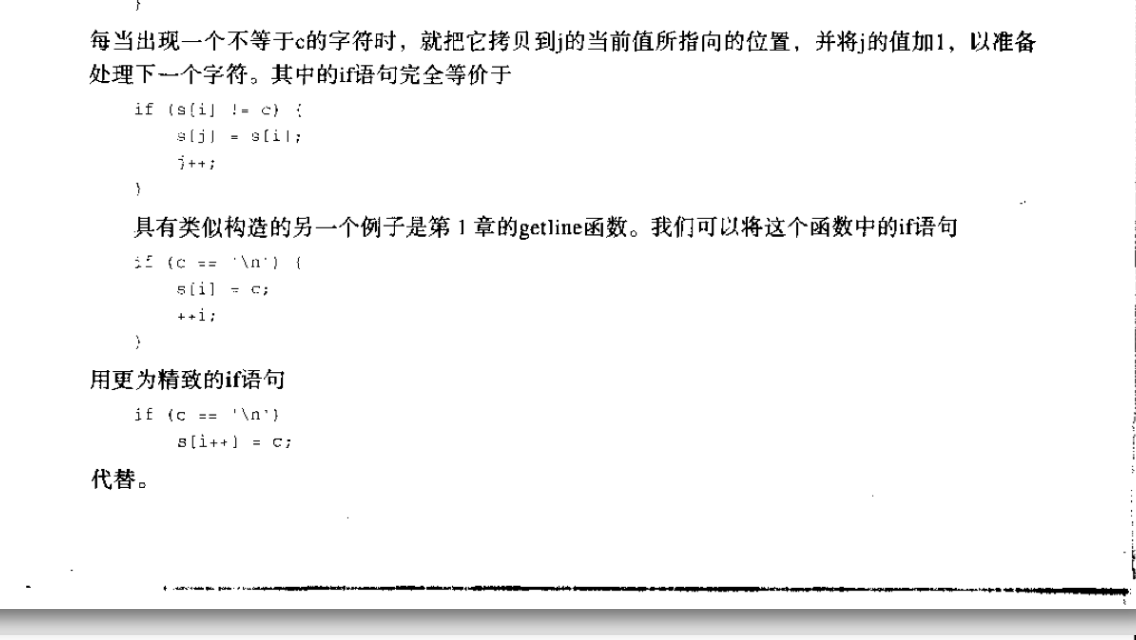 }
每当出现一个不等于c的字符时，就把它拷贝到j的当前值所指向的位置，并将j的值加1，以准备
处理下一个字符。其中的if语句完全等价于
if (s[i] != c) {
s[j] = s[i];
j++;
}
具有类似构造的另一个例子是第 1 章的getline函数。我们可以将这个函数中的if语句
if (c == '\n') {
s[i] = c;
++i;
}
用更为精致的if语句
if (c == '\n')
s[i++] = c;
代替。